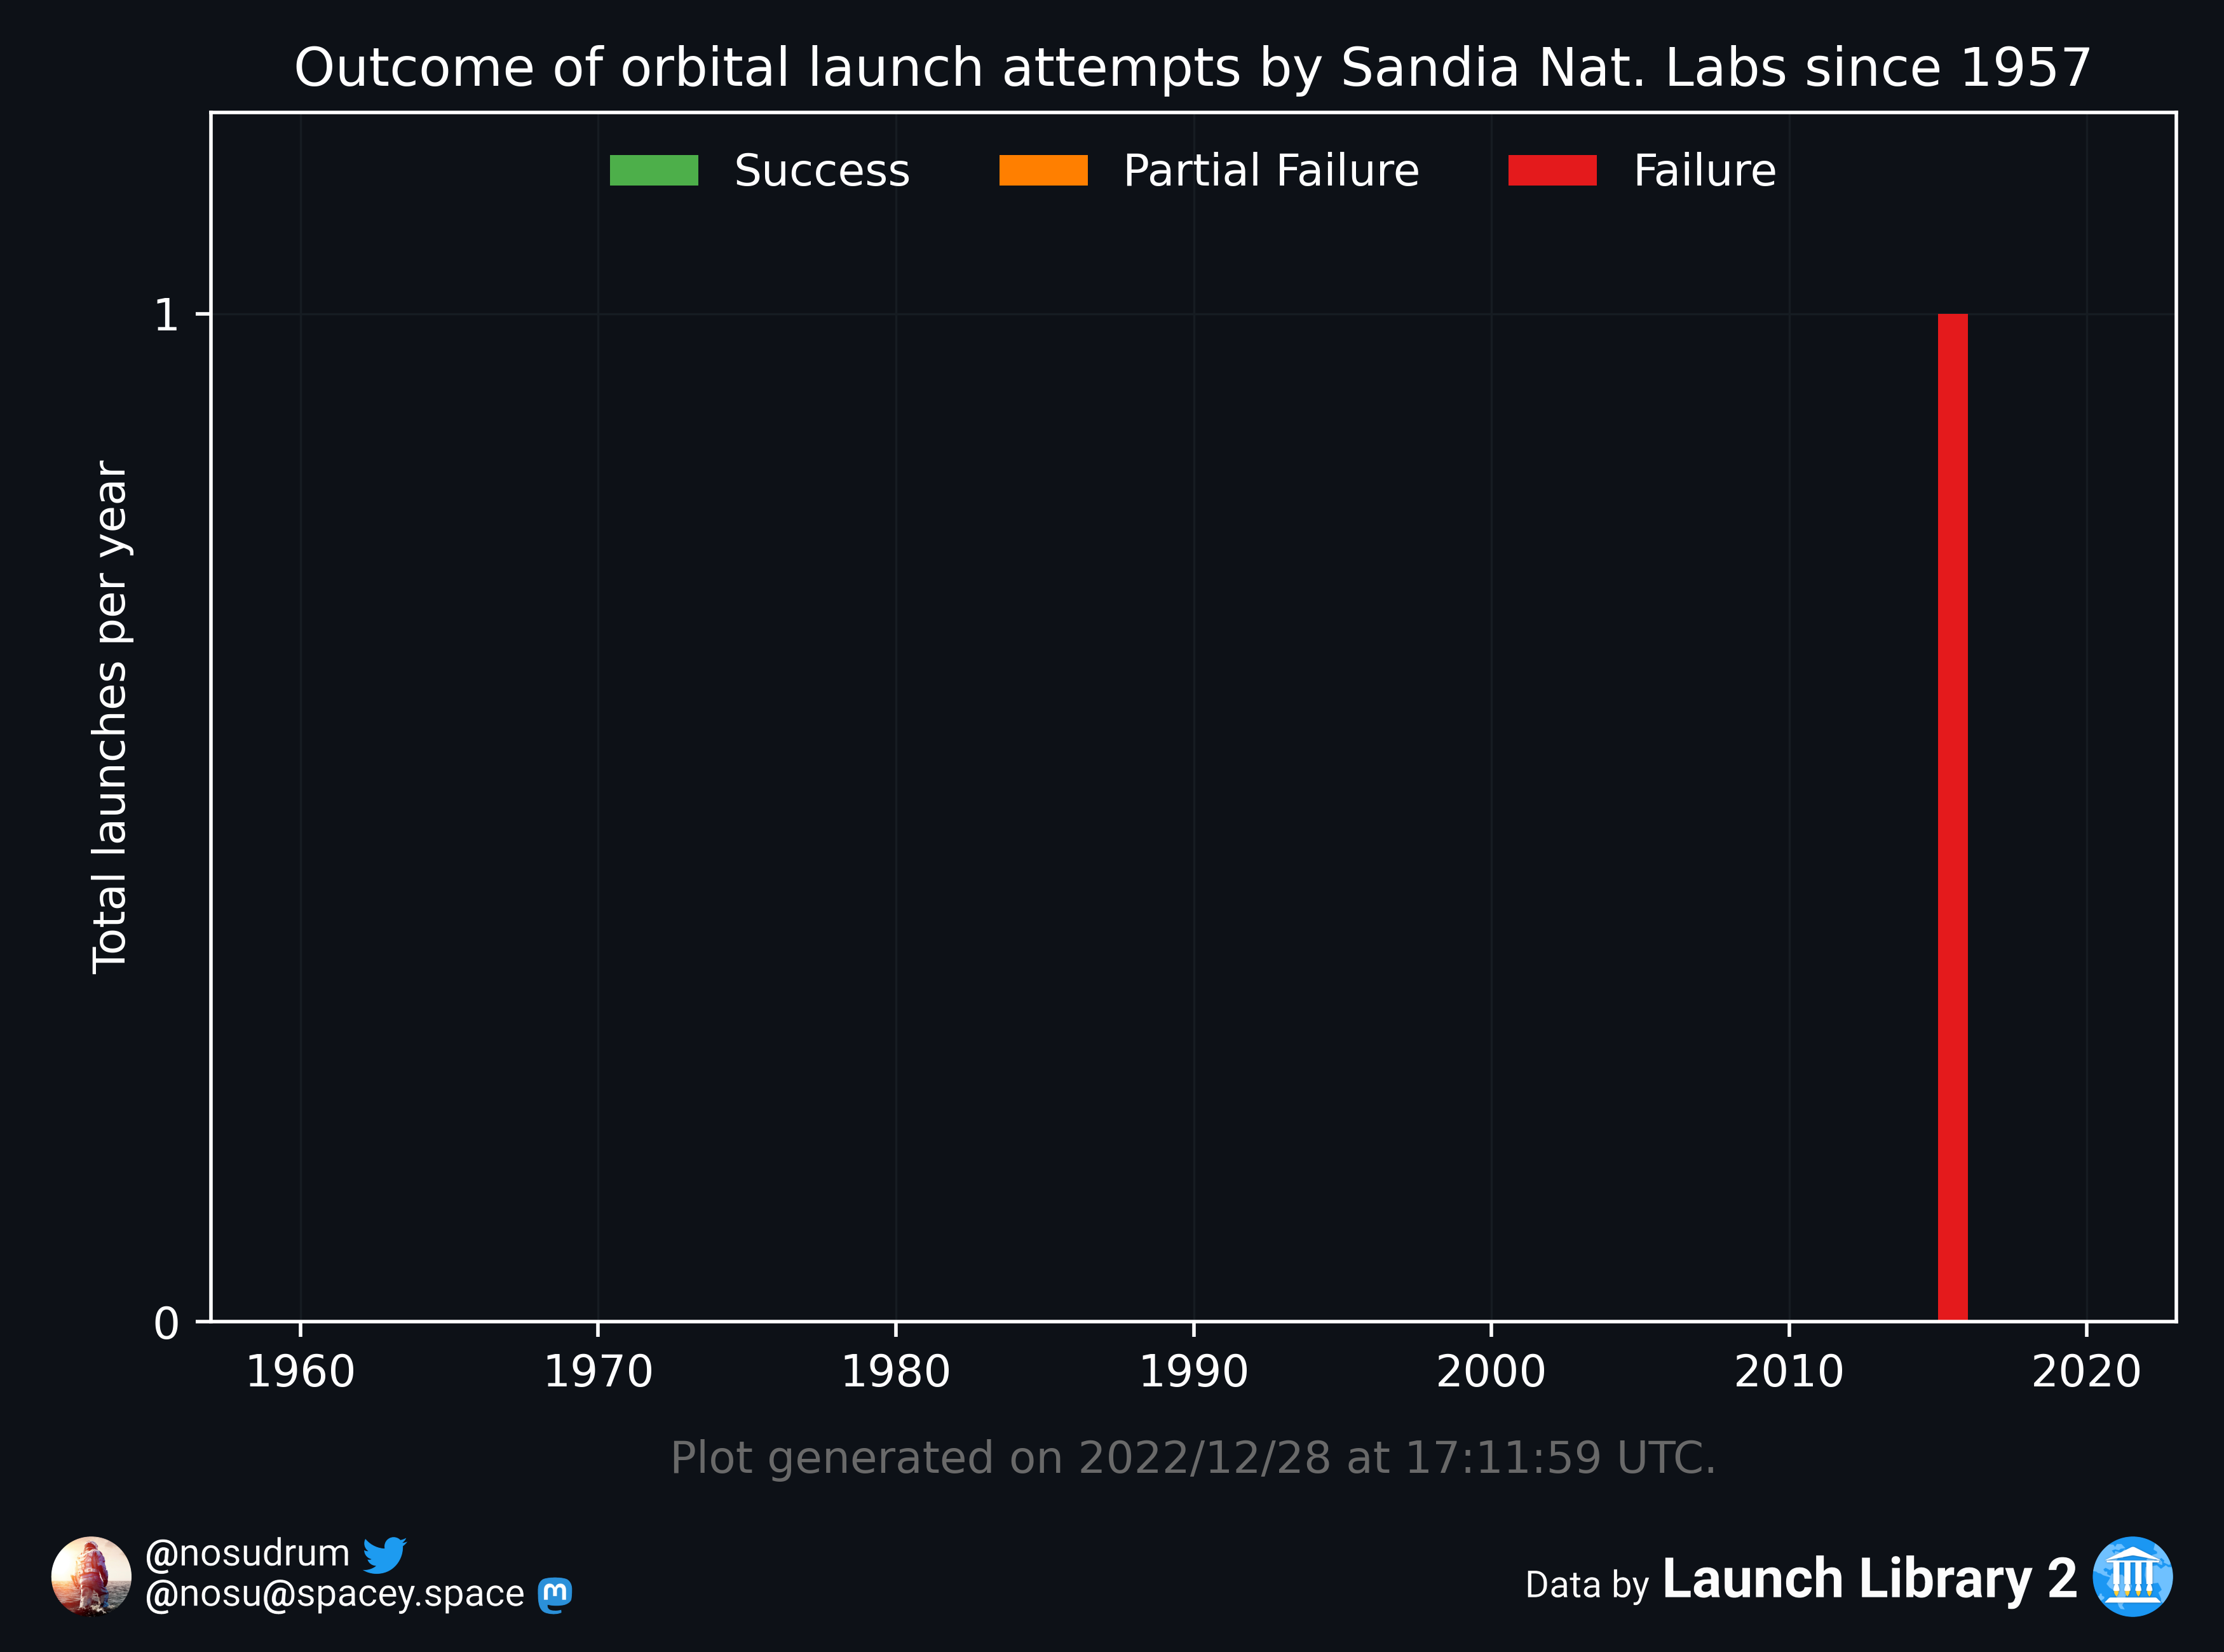 Outcome of orbital launch attempts by Sandia Nat. Labs since 1957
Success Partial Failure Failure
Total launches per year
1
0
1960 1970 1980 1990 2000 2010 2020
Plot generated on 2022/12/28 at 17:11:59 UTC.
@nosudrum
@nosu@spacey.space
Data by Launch Library 2